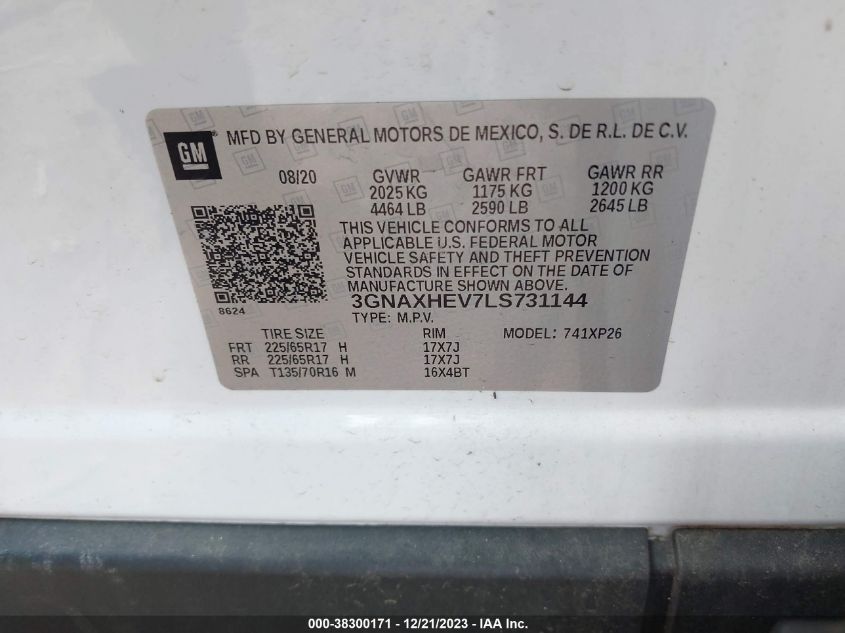 GM
MFD BY GENERAL MOTORS DE MEXICO, S. DE R.L. DE C.V.
08/20 GVWR GAWR FRT GAWR RR
2025 KG 1175 KG 1200 KG
4464 LB 2590 LB 2645 LB
THIS VEHICLE CONFORMS TO ALL
APPLICABLE U.S. FEDERAL MOTOR
VEHICLE SAFETY AND THEFT PREVENTION
STANDARDS IN EFFECT ON THE DATE OF
MANUFACTURE SHOWN ABOVE.
8624
3GNAXHEV7LS731144
TYPE: M.P.V.
TIRE SIZE RIM MODEL: 741XP26
FRT 225/65R17 H 17X7J
RR 225/65R17 H 17X7J
SPA T135/70R16 M 16X4BT
000-38300171 - 12/21/2023 - IAA, Inc.